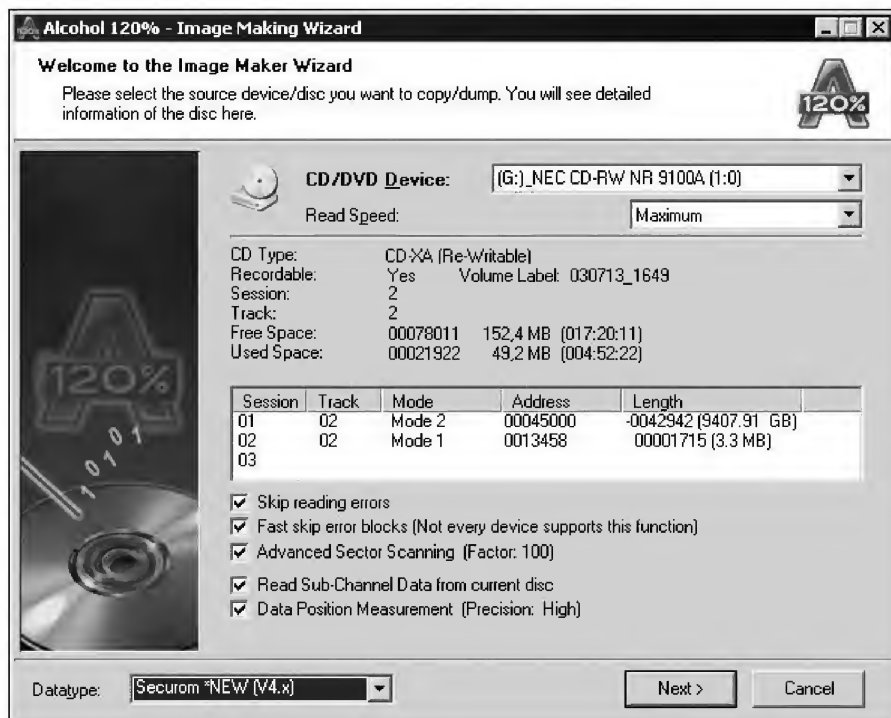 Alcohol 120% - Image Making Wizard
Welcome to the Image Maker Wizard
Please select the source device/disc you want to copy/dump. You will see detailed
information of the disc here.
120%
CD/DVD Device: (G:)_NEC CD-RW NR 9100A (1:0)
Read Speed: Maximum
CD Type: CD-XA (Re-Writable)
Recordable: Yes Volume Label: 030713_1649
Session: 2
Track: 2
Free Space: 00078011 152,4 MB (017:20:11)
Used Space: 00021922 49,2 MB (004:52:22)
120%
10101
Session Track Mode Address Length
01 02 Mode 2 00045000 -0042942 (9407.91 GB)
02 02 Mode 1 0013458 00001715 (3.3 MB)
03
Skip reading errors
Fast skip error blocks (Not every device supports this function)
Advanced Sector Scanning (Factor: 100)
Read Sub-Channel Data from current disc
Data Position Measurement (Precision: High)
Datatype: Securom *NEW (V4.x)
Next >
Cancel